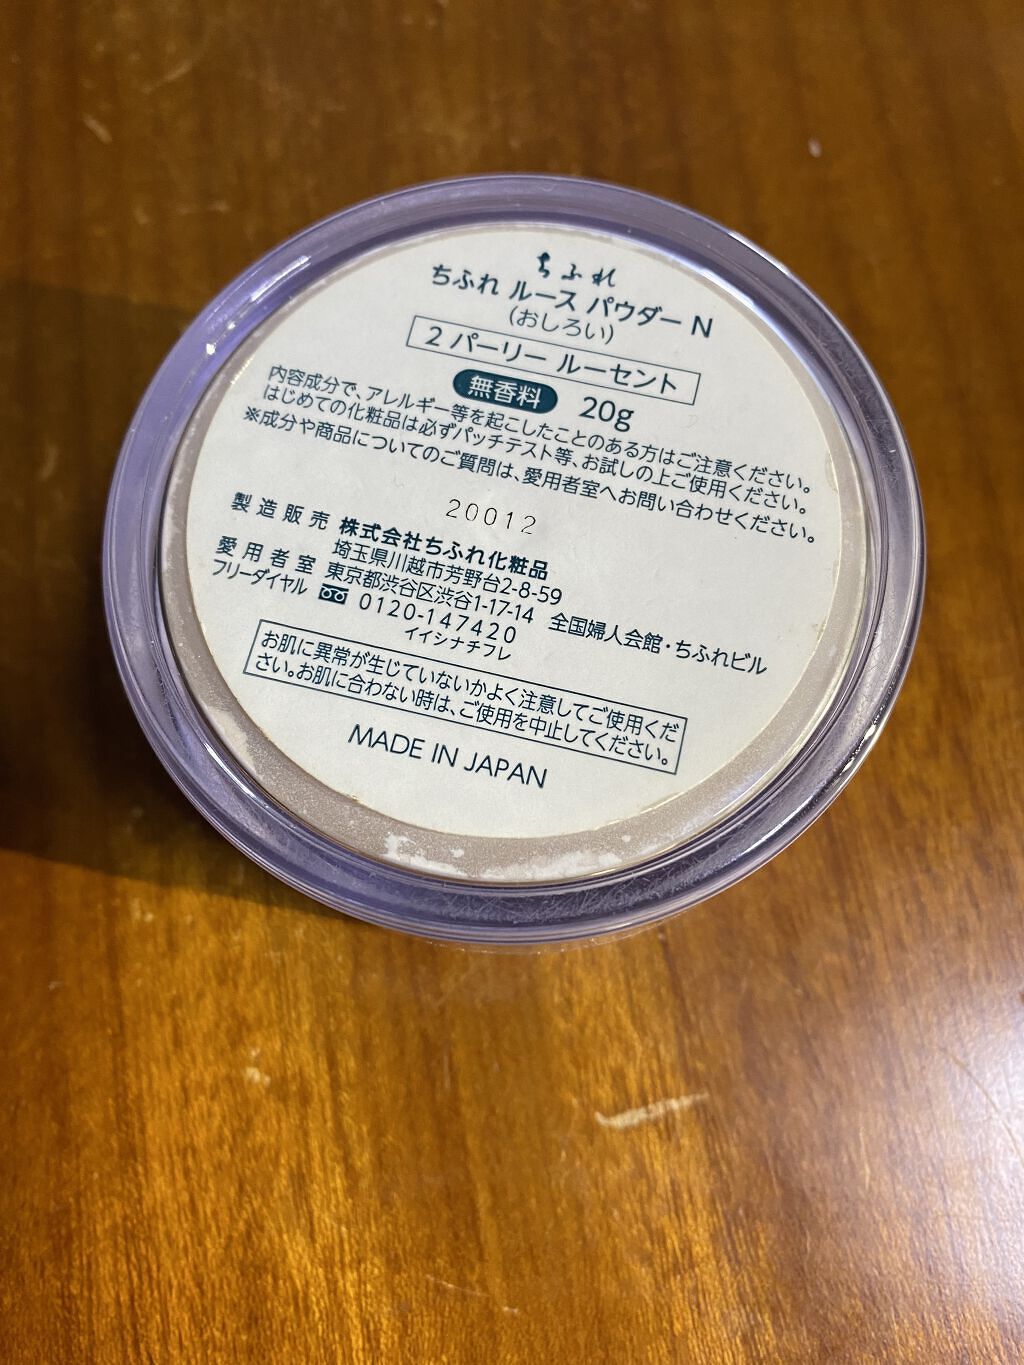 ちふれ
ちふれ ルース パウダー N
(おしろい)
2 パーリー ルーセント
無香料 20g
内容成分で、アレルギー等を起こしたことのある方はご注意ください。
はじめての化粧品は必ずパッチテスト等、お試しの上ご使用ください。
※成分や商品についてのご質問は、愛用者室へお問い合わせください。
20012
製造販売 株式会社ちふれ化粧品
埼玉県川越市芳野台2-8-59
愛用者室 東京都渋谷区渋谷1-17-14 全国婦人会館・ちふれビル
フリーダイヤル 0120-147420
イイシナチフレ
お肌に異常が生じていないかよく注意してご使用くだ
さい。お肌に合わない時は、ご使用を中止してください。
MADE IN JAPAN